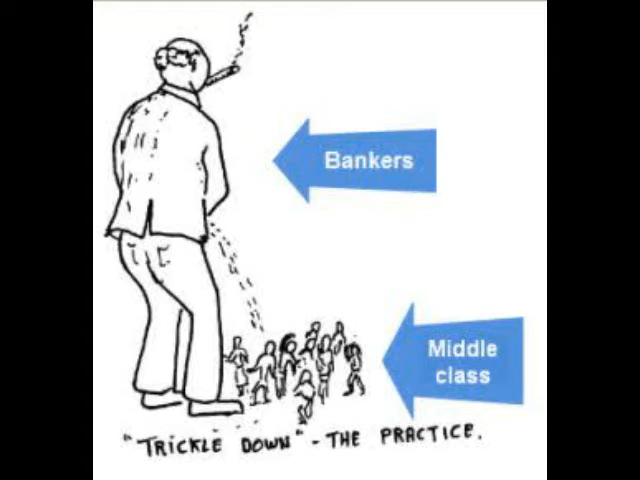 Bankers
Middle
class
"TRICKLE DOWN" - THE PRACTICE.